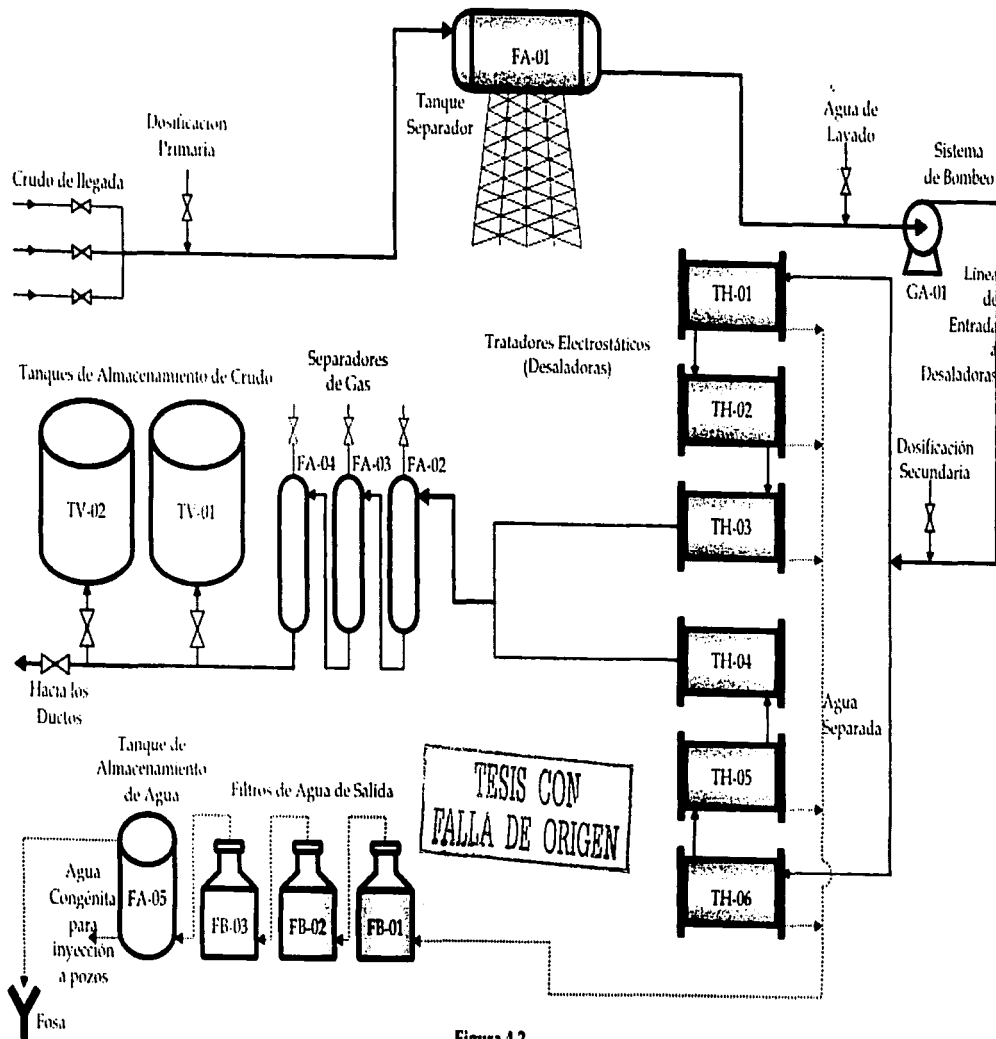 FA-01
Tanque
Separador
Dosificación
Primaria
Crudo de llegada
Agua de
Lavado
Sistema
de Bombeo
GA-01
Línea
de
Entrada
a
Desaladoras
TH-01
Tratadores Electrostáticos
(Desaladoras)
TH-02
Separadores
de Gas
Tanques de Almacenamiento de Crudo
FA-04
FA-03
FA-02
TV-02
TV-01
Dosificación
Secundaria
TH-03
TH-04
Hacia los
Ductos
Agua
Separada
TH-05
TH-06
TESIS CON
FALLA DE ORIGEN
Tanque de
Almacenamiento
de Agua
Filtros de Agua de Salida
FA-05
FB-03
FB-02
FB-01
Agua
Congénita
para
inyección
a pozos
Fosa
Figura 4.2